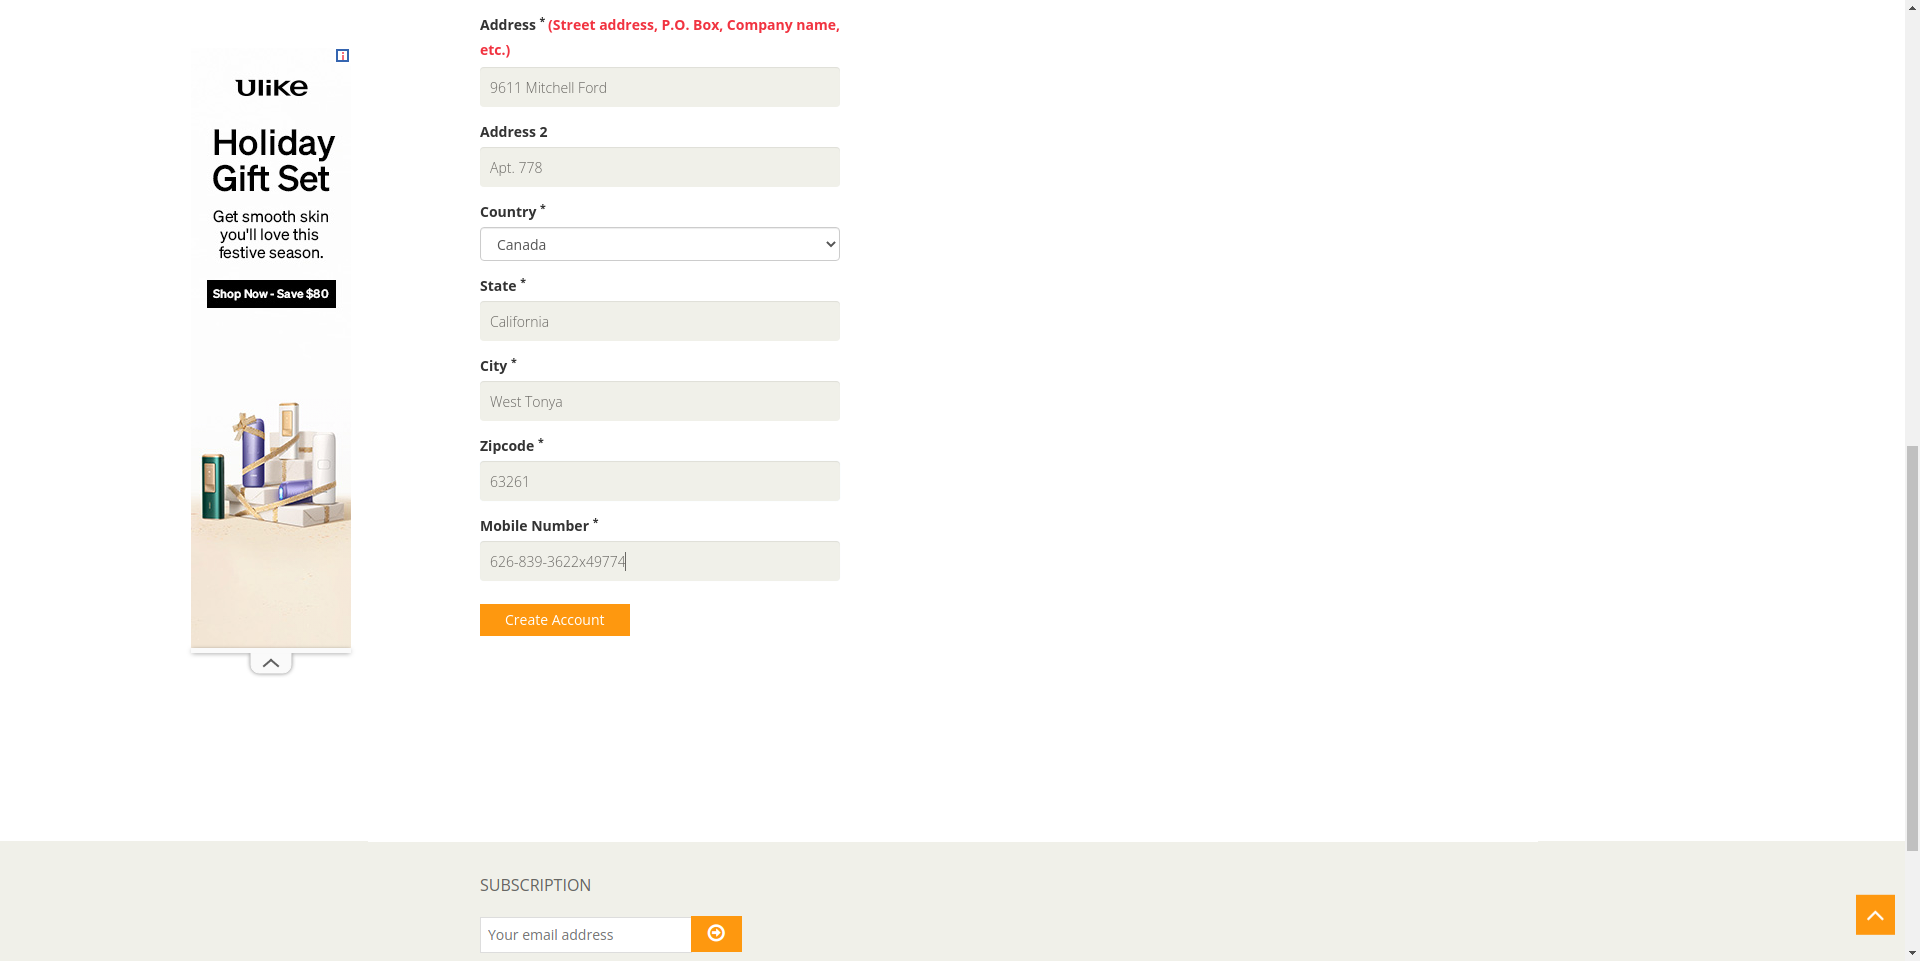 Ulike
Holiday
Gift Set
Get smooth skin
you'll love this
festive season.
Shop Now - Save $80
Address * (Street address, P.O. Box, Company name,
etc.)
9611 Mitchell Ford
Address 2
Apt. 778
Country *
Canada
State *
California
City *
West Tonya
Zipcode *
63261
Mobile Number *
626-839-3622x49774
Create Account
SUBSCRIPTION
Your email address